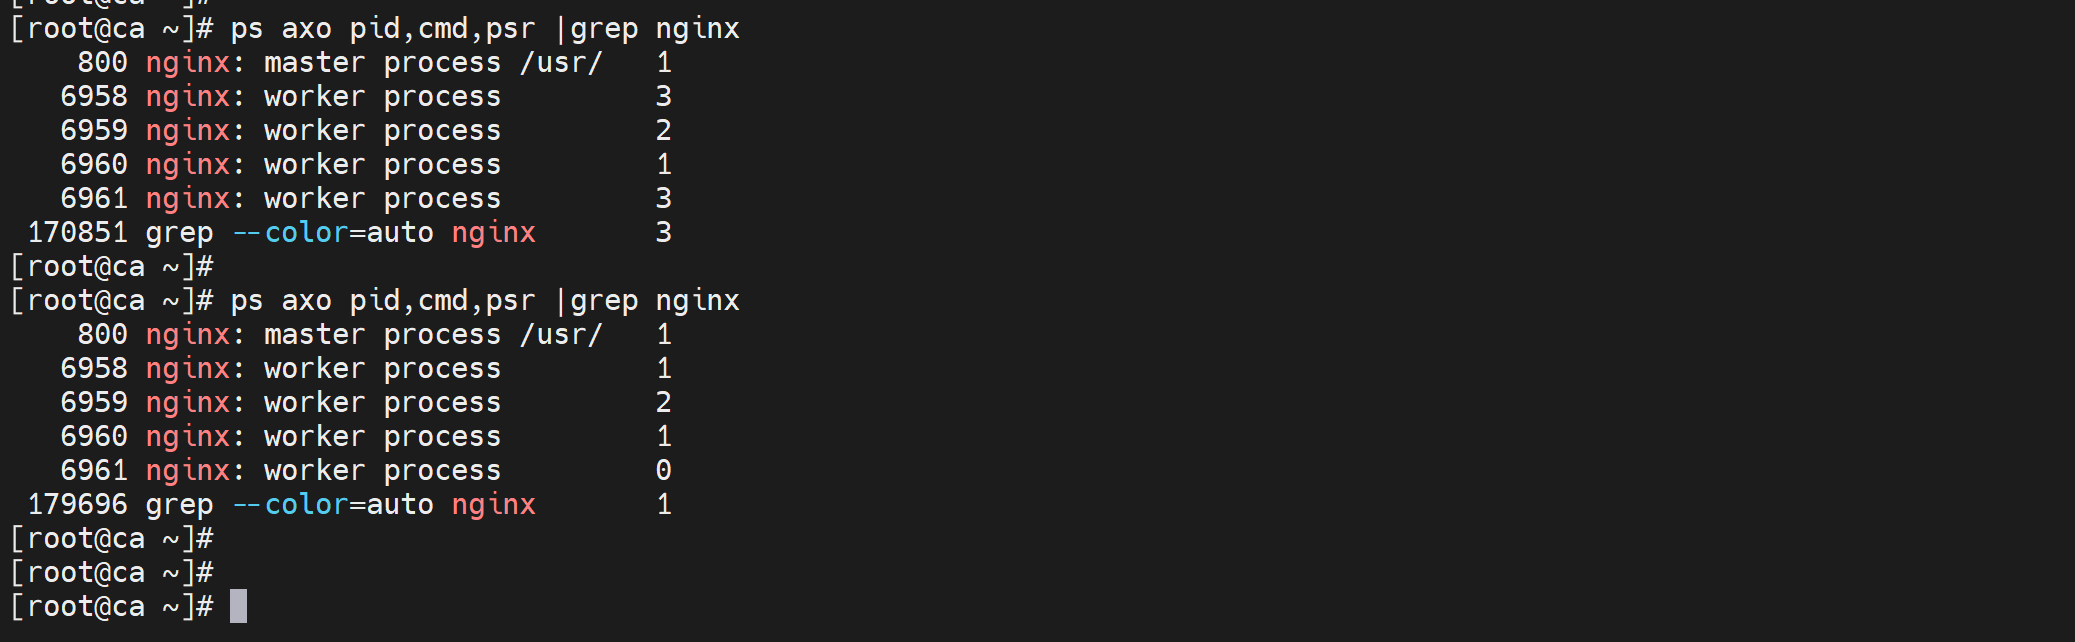 [root@ca ~]#
[root@ca ~]# ps axo pid,cmd,psr |grep nginx
    800 nginx: master process /usr/   1
   6958 nginx: worker process         3
   6959 nginx: worker process         2
   6960 nginx: worker process         1
   6961 nginx: worker process         3
 170851 grep --color=auto nginx       3
[root@ca ~]#
[root@ca ~]# ps axo pid,cmd,psr |grep nginx
    800 nginx: master process /usr/   1
   6958 nginx: worker process         1
   6959 nginx: worker process         2
   6960 nginx: worker process         1
   6961 nginx: worker process         0
 179696 grep --color=auto nginx       1
[root@ca ~]#
[root@ca ~]#
[root@ca ~]#